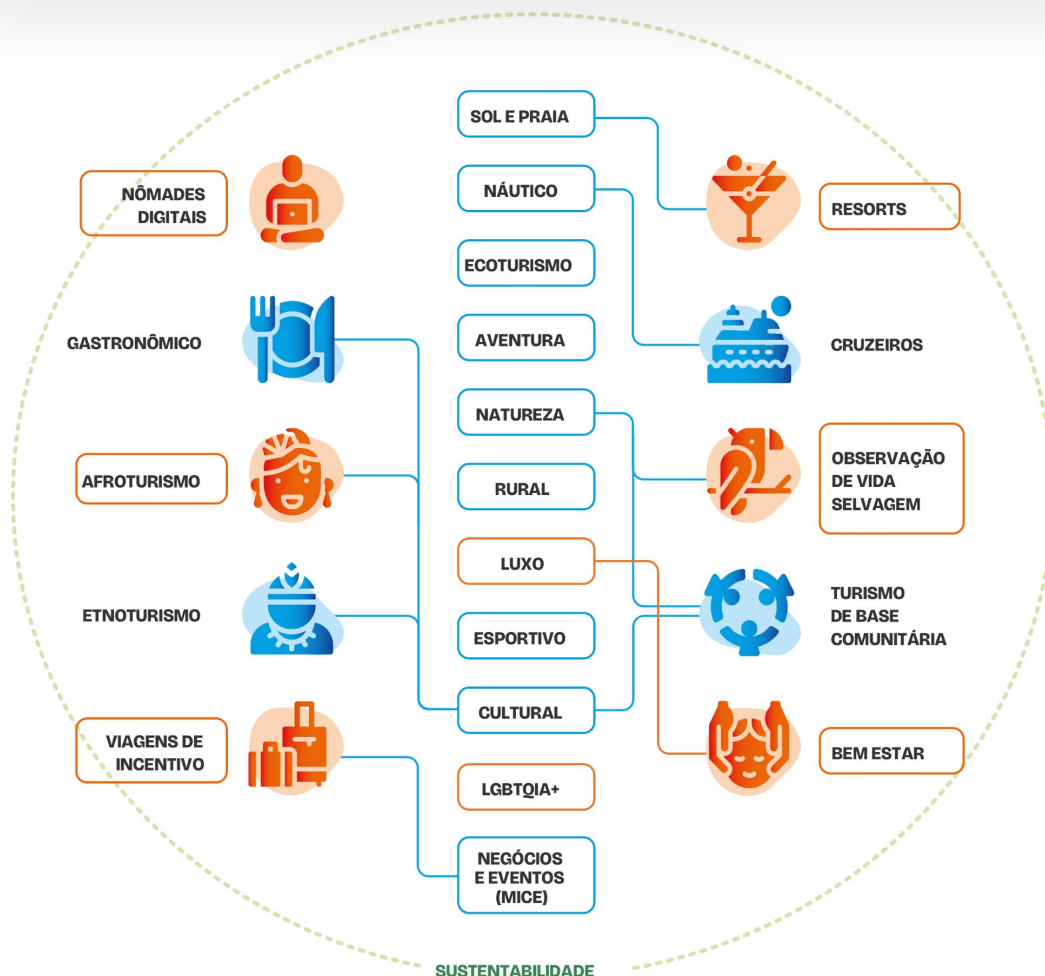 SOL E PRAIA
NÁUTICO
ECOTURISMO
AVENTURA
NATUREZA
RURAL
LUXO
ESPORTIVO
CULTURAL
LGBTQIA+
NEGÓCIOS
E EVENTOS
(MICE)
NÔMADES
DIGITAIS
GASTRONÔMICO
AFROTURISMO
ETNOTURISMO
VIAGENS DE
INCENTIVO
RESORTS
CRUZEIROS
OBSERVAÇÃO
DE VIDA
SELVAGEM
TURISMO
DE BASE
COMUNITÁRIA
BEM ESTAR
SUSTENTABILIDADE